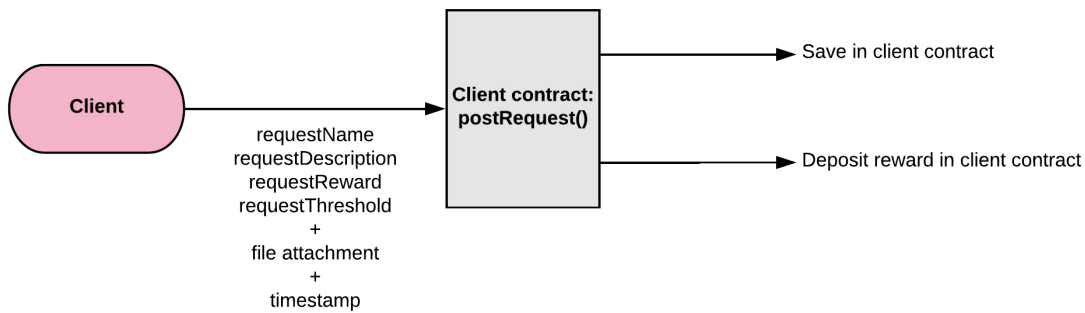 Client
requestName
requestDescription
requestReward
requestThreshold
+
file attachment
+
timestamp
Client contract:
postRequest()
Save in client contract
Deposit reward in client contract